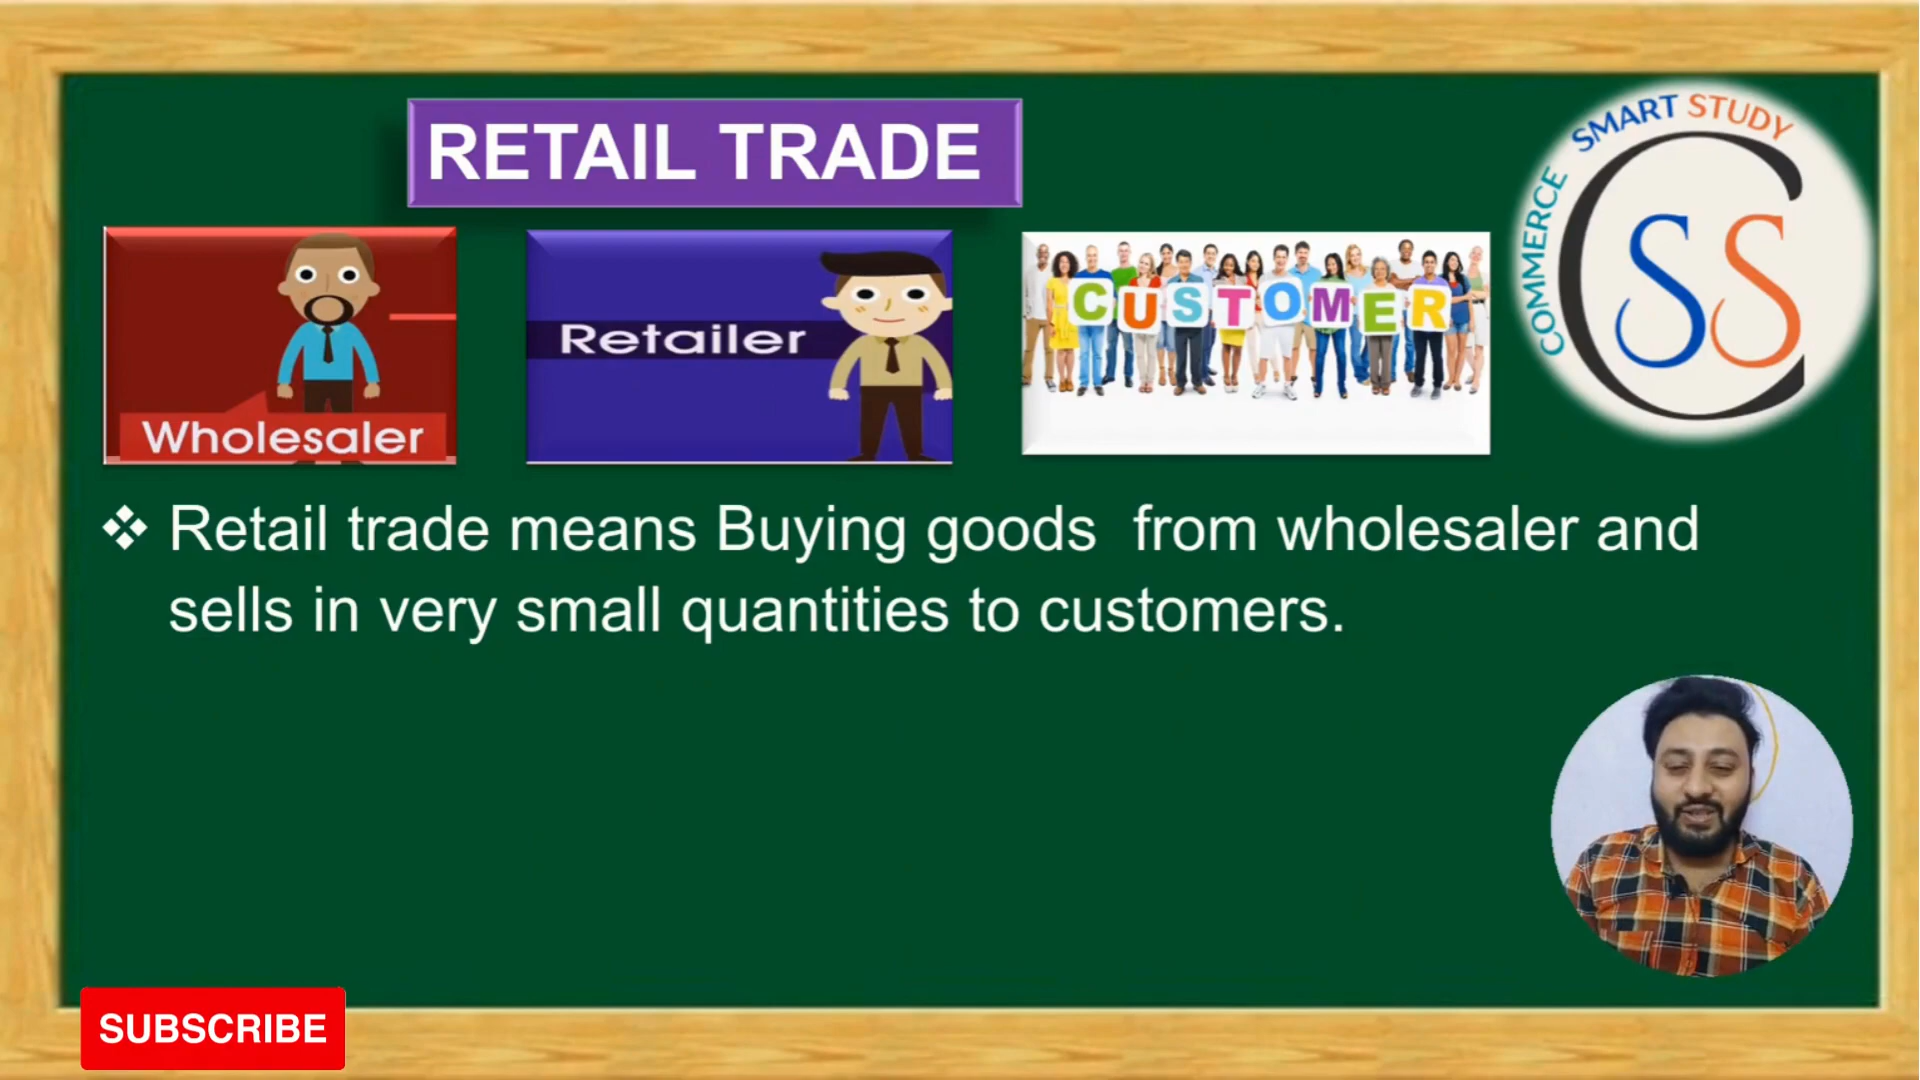 RETAIL TRADE
COMMERCE SMART STUDY
CSS
Wholesaler
Retailer
CUSTOMER
❖ Retail trade means Buying goods from wholesaler and
sells in very small quantities to customers.
SUBSCRIBE